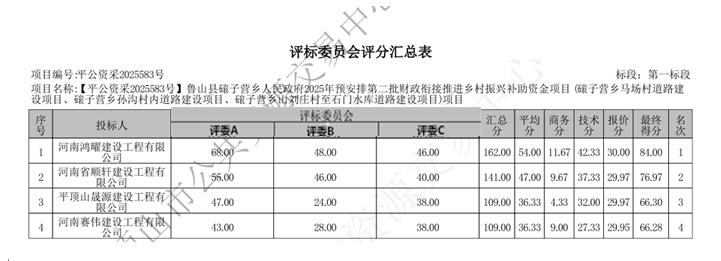 评标委员会评分汇总表
项目编号:平公资采2025583号 标段: 第一标段
项目名称:【平公资采2025583号】鲁山县磙子营乡人民政府2025年预安排第二批财政衔接推进乡村振兴补助资金项目 (磙子营乡马场村道路建
设项目、磙子营乡孙沟村内道路建设项目、磙子营乡山刘庄村至石门水库道路建设项目)项目
序号 投标人 评标委员会 汇总分 平均分 商务分 技术分 报价分 最终得分 名次
评委A 评委B 评委C
1 河南鸿曜建设工程有限公司 68.00 48.00 46.00 162.00 54.00 11.67 42.33 30.00 84.00 1
2 河南省顺轩建设工程有限公司 55.00 46.00 40.00 141.00 47.00 9.67 37.33 29.97 76.97 2
3 平顶山晟源建设工程有限公司 47.00 24.00 38.00 109.00 36.33 4.33 32.00 29.97 66.30 3
4 河南赛伟建设工程有限公司 43.00 28.00 38.00 109.00 36.33 9.00 27.33 29.95 66.28 4